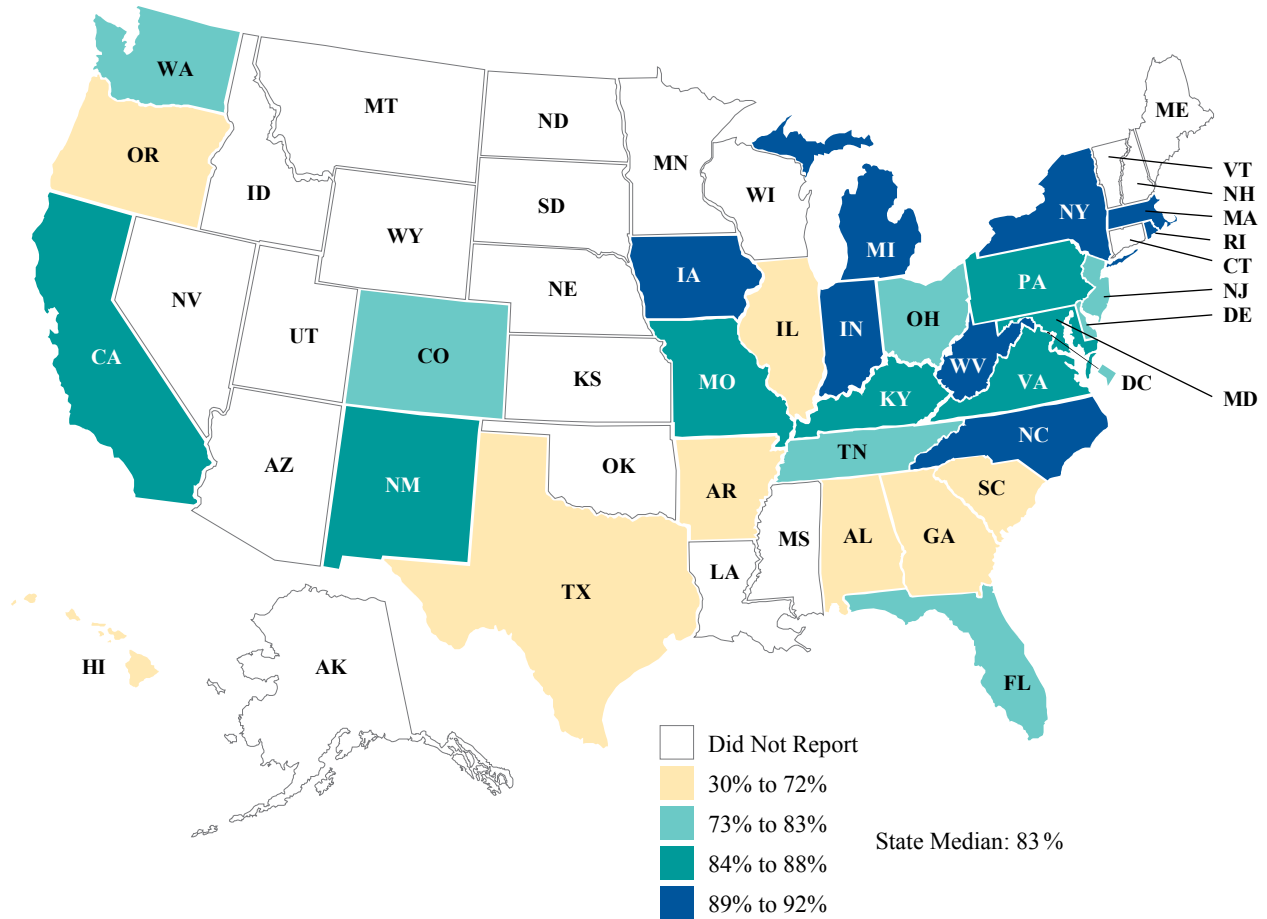 WA
MT
ME
ND
OR
MN
VT
ID
SD
WI
NH
WY
NY
MA
MI
RI
IA
CT
NE
PA
NJ
NV
OH
DE
UT
IL
IN
CA
CO
WV
DC
KS
MO
VA
MD
KY
NC
TN
AZ
OK
NM
AR
SC
MS
AL
GA
LA
TX
HI
AK
FL
Did Not Report
30% to 72%
73% to 83%
State Median: 83%
84% to 88%
89% to 92%